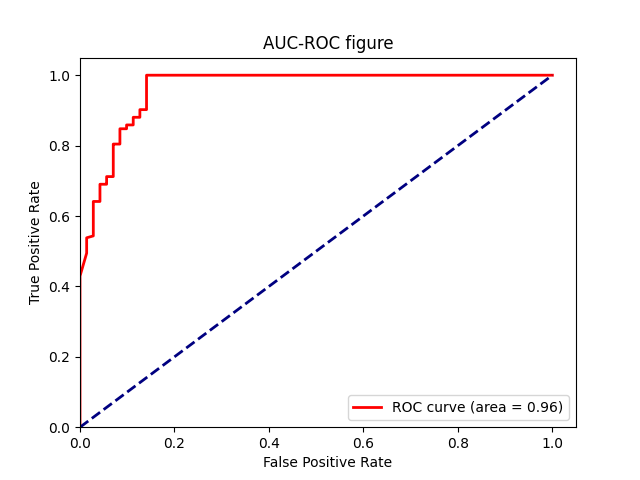 AUC-ROC figure
True Positive Rate
1.0
0.8
0.6
0.4
0.2
0.0
0.0 0.2 0.4 0.6 0.8 1.0
False Positive Rate
ROC curve (area = 0.96)